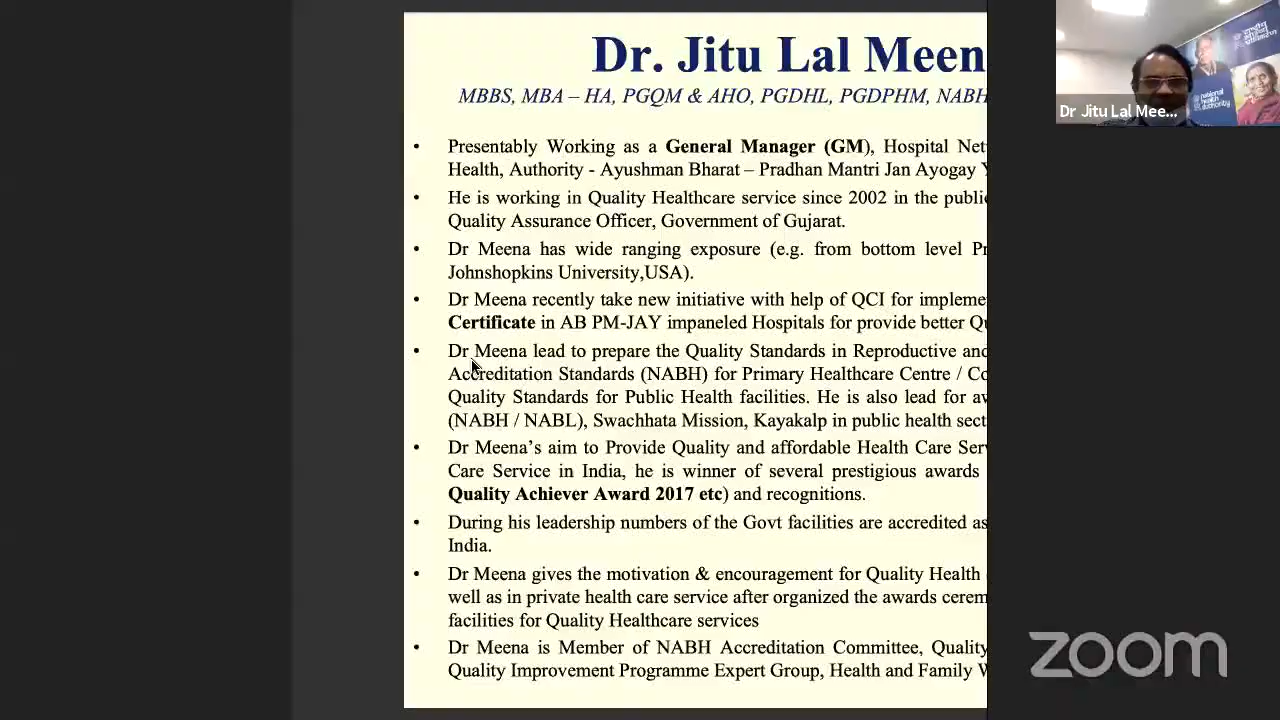 Dr. Jitu Lal Meen
MBBS, MBA – HA, PGQM & AHO, PGDHL, PGDPHM, NABH
• Presentably Working as a General Manager (GM), Hospital Net
Health, Authority - Ayushman Bharat – Pradhan Mantri Jan Ayogay Y
• He is working in Quality Healthcare service since 2002 in the public
Quality Assurance Officer, Government of Gujarat.
• Dr Meena has wide ranging exposure (e.g. from bottom level Pr
Johnshopkins University,USA).
• Dr Meena recently take new initiative with help of QCI for impleme
Certificate in AB PM-JAY impaneled Hospitals for provide better Qu
• Dr Meena lead to prepare the Quality Standards in Reproductive and
Accreditation Standards (NABH) for Primary Healthcare Centre / Co
Quality Standards for Public Health facilities. He is also lead for aw
(NABH / NABL), Swachhata Mission, Kayakalp in public health sect
• Dr Meena’s aim to Provide Quality and affordable Health Care Serv
Care Service in India, he is winner of several prestigious awards
Quality Achiever Award 2017 etc) and recognitions.
• During his leadership numbers of the Govt facilities are accredited as
India.
• Dr Meena gives the motivation & encouragement for Quality Health
well as in private health care service after organized the awards cerem
facilities for Quality Healthcare services
• Dr Meena is Member of NABH Accreditation Committee, Quality
Quality Improvement Programme Expert Group, Health and Family W
national
health
authority
Dr Jitu Lal Mee...
zoom